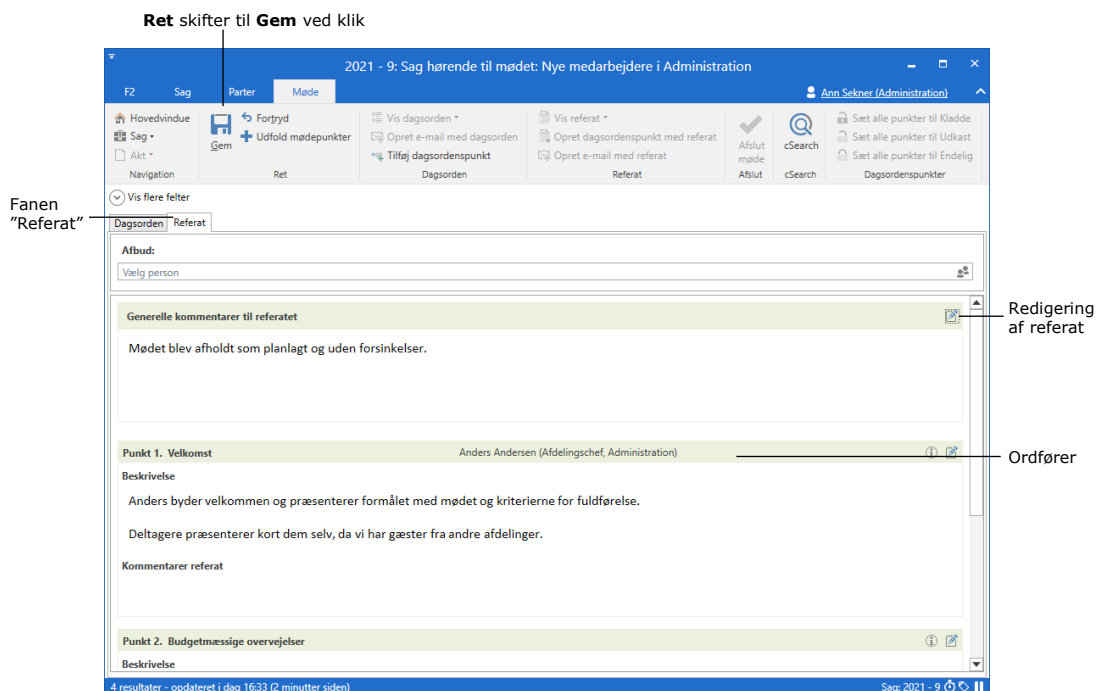 Ret skifter til Gem ved klik
2021 - 9: Sag hørende til mødet: Nye medarbejdere i Administration
F2 Sag Parter Møde Ann Sekner (Administration)
Hovedvindue
Sag
Akt
Navigation
Gem
Fortryd
Udfold mødepunkter
Ret
Vis dagsorden
Opret e-mail med dagsorden
Tilføj dagsordenspunkt
Dagsorden
Vis referat
Opret dagsordenspunkt med referat
Opret e-mail med referat
Referat
Afslut
møde
Afslut
cSearch
cSearch
Sæt alle punkter til Kladde
Sæt alle punkter til Udkast
Sæt alle punkter til Endelig
Dagsordenspunkter
Vis flere felter
Fanen
”Referat”
Dagsorden Referat
Afbud:
Vælg person
Generelle kommentarer til referatet
Redigering
af referat
Mødet blev afholdt som planlagt og uden forsinkelser.
Punkt 1. Velkomst Anders Andersen (Afdelingschef, Administration)
Ordfører
Beskrivelse
Anders byder velkommen og præsenterer formålet med mødet og kriterierne for fuldførelse.
Deltagere præsenterer kort dem selv, da vi har gæster fra andre afdelinger.
Kommentarer referat
Punkt 2. Budgetmæssige overvejelser
Beskrivelse
4 resultater - opdateret i dag 16:33 (2 minutter siden) Sag: 2021 - 9